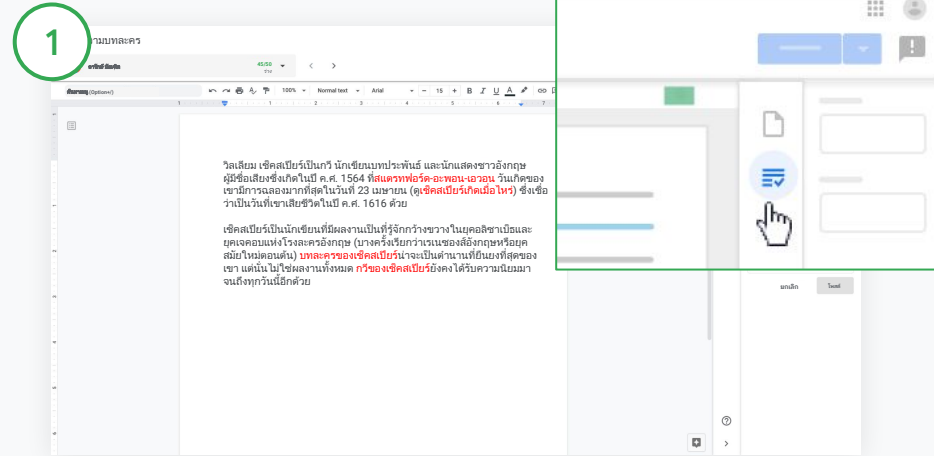 1
ามบทละคร
45/50
ร่าง
(Option+/)
100%
Normal text
Arial
– 15 +
B I U A
1 1 2 3 4 5 6 7
วิลเลียม เช็คสเปียร์เป็นกวี นักเขียนบทประพันธ์ และนักแสดงชาวอังกฤษ
ผู้มีชื่อเสียงซึ่งเกิดในปี ค.ศ. 1564 ที่สแตรทฟอร์ด-อะพอน-เอวอน วันเกิดของ
เขามีการฉลองมากที่สุดในวันที่ 23 เมษายน (ดูเช็คสเปียร์เกิดเมื่อไหร่) ซึ่งเชื่อ
ว่าเป็นวันที่เขาเสียชีวิตในปี ค.ศ. 1616 ด้วย
เช็คสเปียร์เป็นนักเขียนที่มีผลงานเป็นที่รู้จักกว้างขวางในยุคอลิซาเบ็ธและ
ยุคเจคอบแห่งโรงละครอังกฤษ (บางครั้งเรียกว่าเรเนซองส์อังกฤษหรือยุค
สมัยใหม่ตอนต้น) บทละครของเช็คสเปียร์น่าจะเป็นตำนานที่ยืนยงที่สุดของ
เขา แต่นั่นไม่ใช่ผลงานทั้งหมด กวีของเช็คสเปียร์ยังคงได้รับความนิยมมา
จนถึงทุกวันนี้อีกด้วย
ยกเลิก
โพสต์